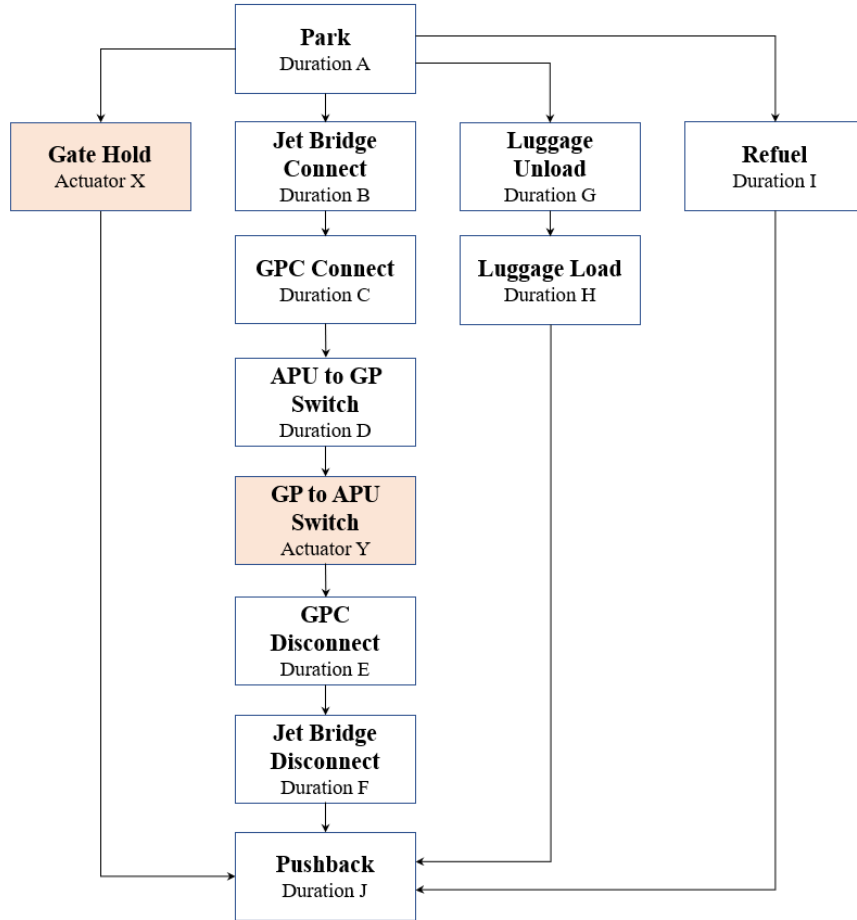 Park
Duration A
Gate Hold
Actuator X
Jet Bridge
Connect
Duration B
Luggage
Unload
Duration G
Refuel
Duration I
GPC Connect
Duration C
Luggage Load
Duration H
APU to GP
Switch
Duration D
GP to APU
Switch
Actuator Y
GPC
Disconnect
Duration E
Jet Bridge
Disconnect
Duration F
Pushback
Duration J